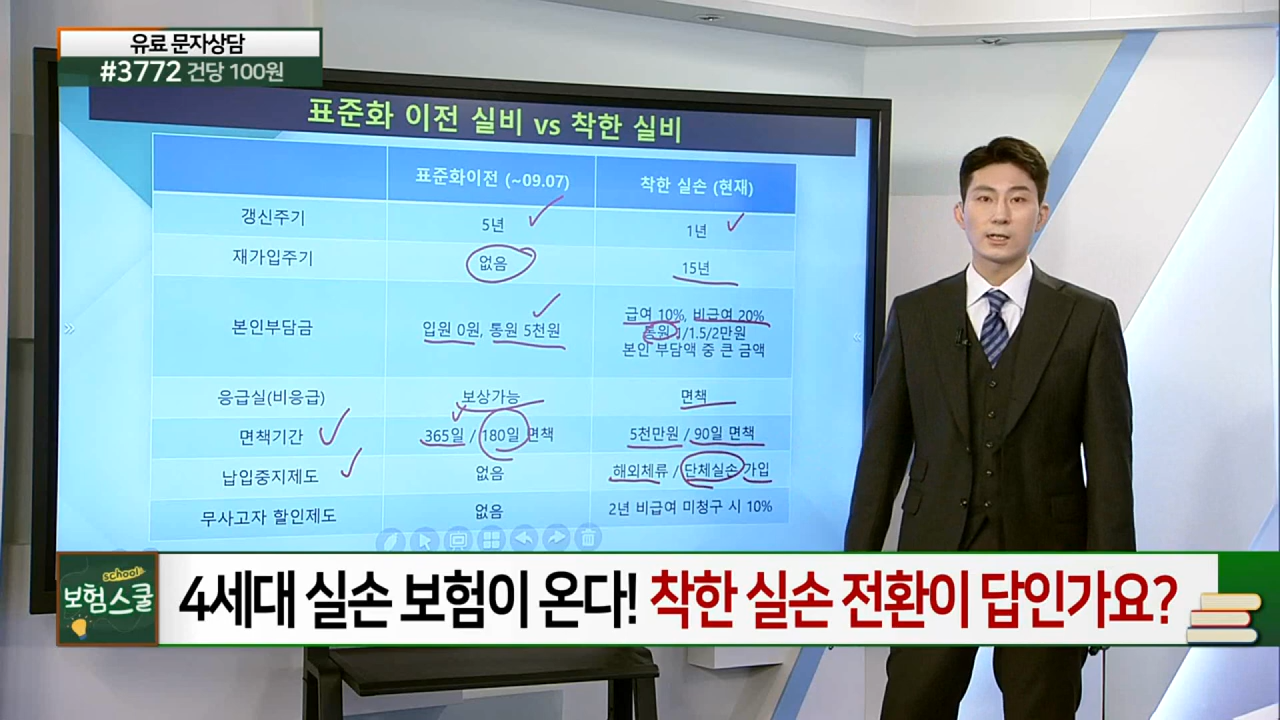 유료 문자상담
#3772 건당 100원
표준화 이전 실비 vs 착한 실비
표준화이전 (~09.07)
착한 실손 (현재)
갱신주기
5년
1년
재가입주기
없음
15년
본인부담금
입원 0원, 통원 5천원
급여 10%, 비급여 20%
통원 1/1.5/2만원
본인 부담액 중 큰 금액
응급실(비응급)
보상가능
면책
면책기간
365일 / 180일 면책
5천만원 / 90일 면책
납입중지제도
없음
해외체류 / 단체실손 가입
무사고자 할인제도
없음
2년 비급여 미청구 시 10%
school
보험스쿨
4세대 실손 보험이 온다! 착한 실손 전환이 답인가요?